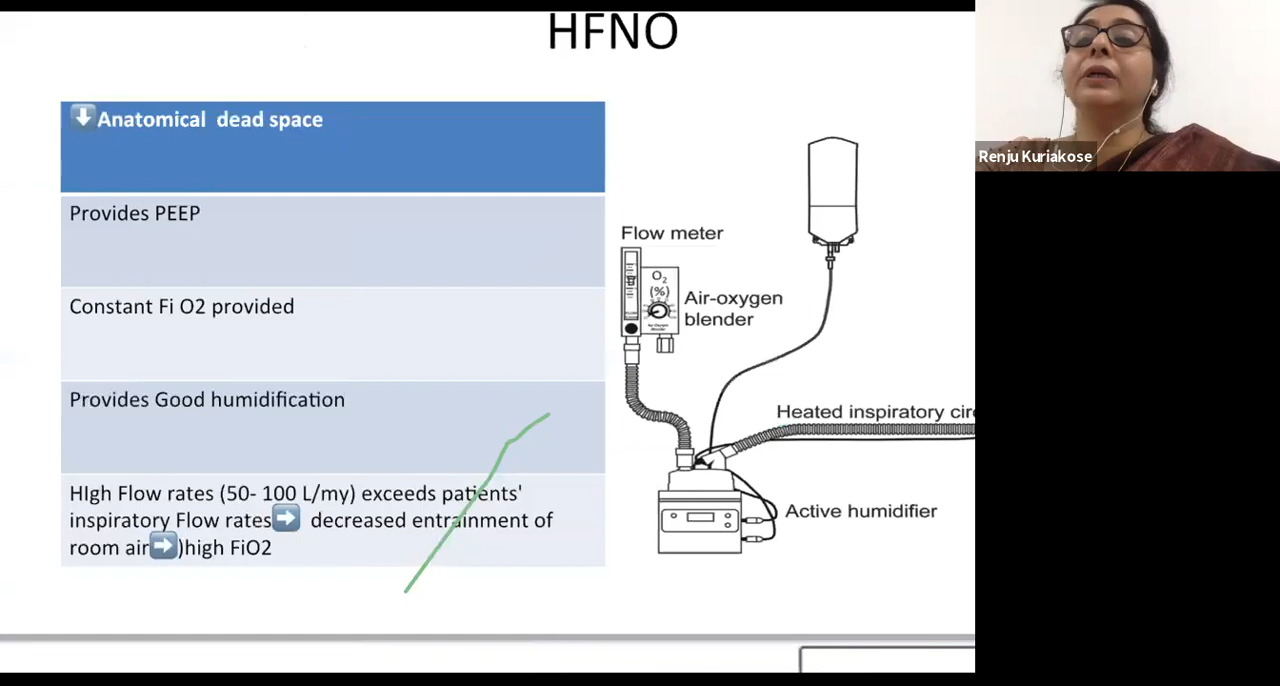 HFNO
⬇Anatomical dead space
Provides PEEP
Constant Fi O2 provided
Provides Good humidification
HIgh Flow rates (50- 100 L/my) exceeds patients'
inspiratory Flow rates➡ decreased entrainment of
room air➡)high FiO2
Flow meter
O2
(%)
Air-oxygen
blender
Heated inspiratory circ
Active humidifier
Renju Kuriakose